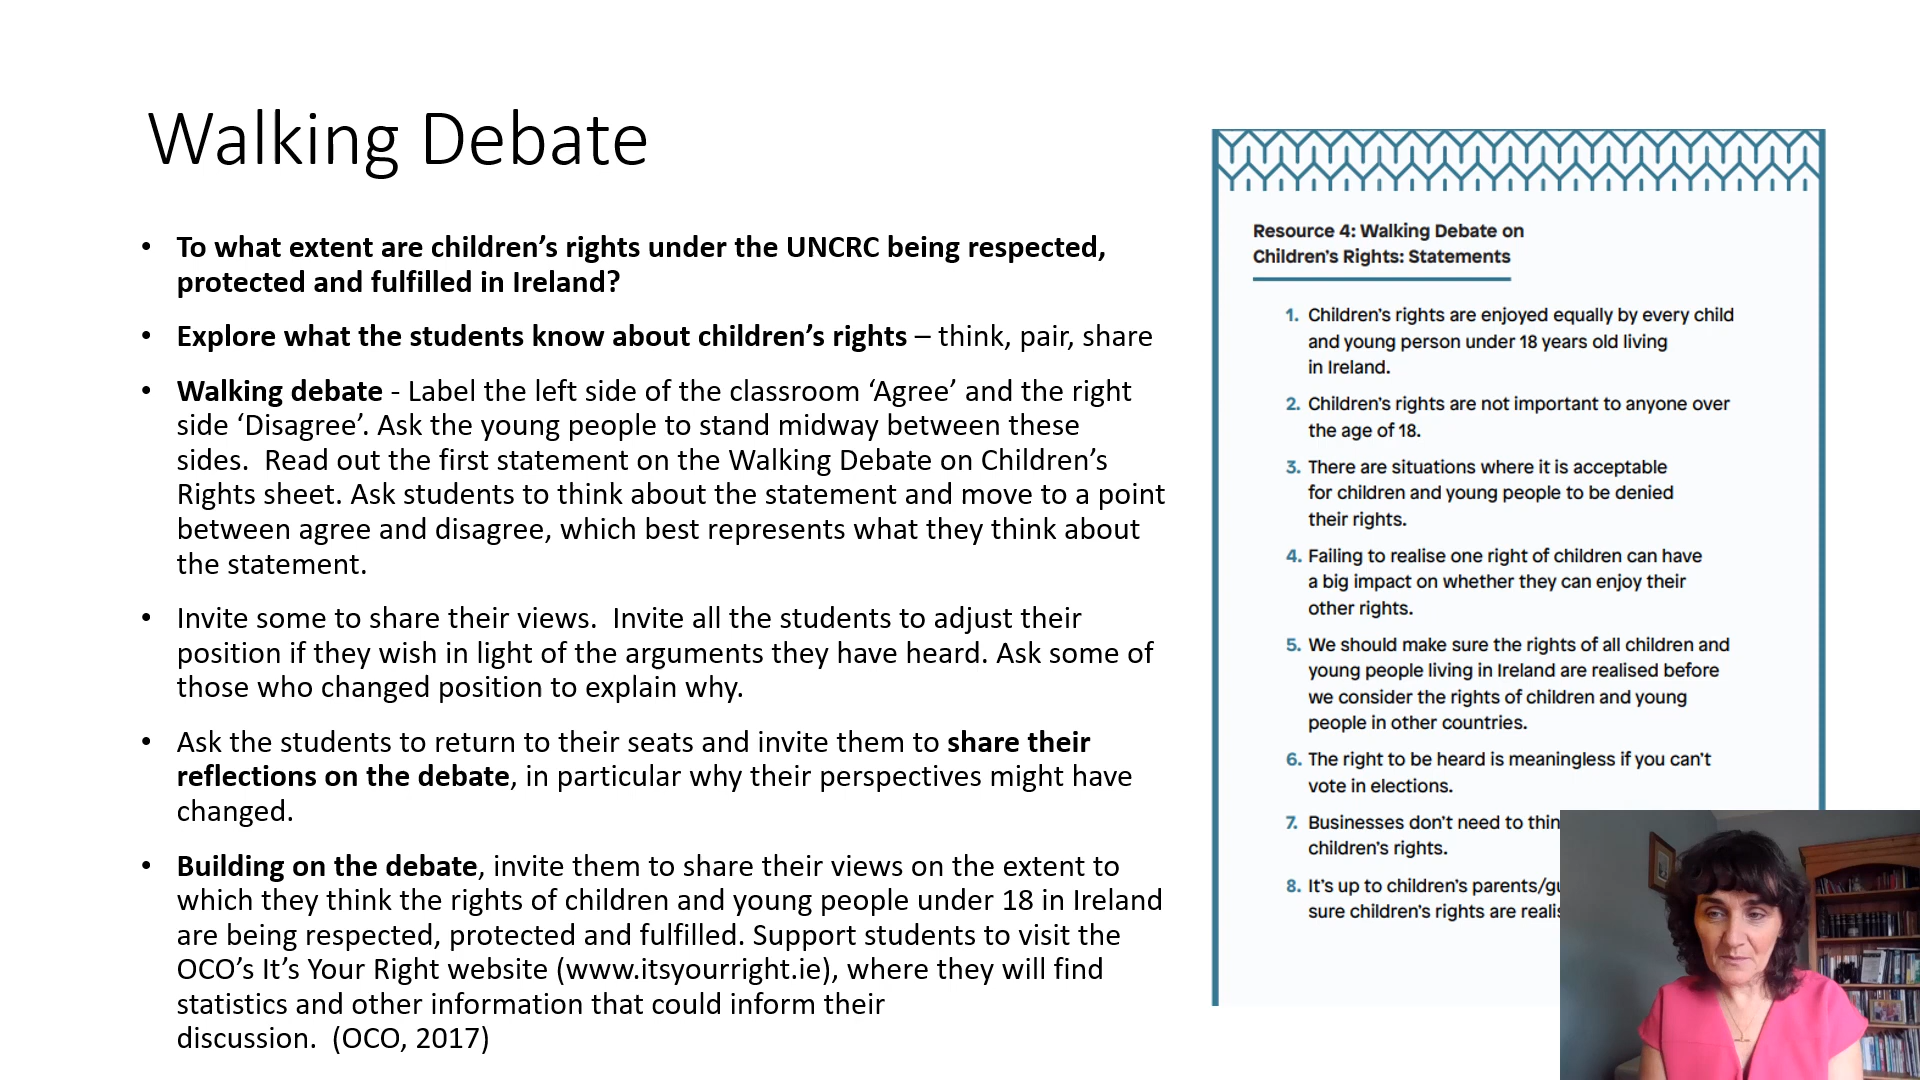 Walking Debate
• To what extent are children’s rights under the UNCRC being respected,
protected and fulfilled in Ireland?
• Explore what the students know about children’s rights – think, pair, share
• Walking debate - Label the left side of the classroom ‘Agree’ and the right
side ‘Disagree’. Ask the young people to stand midway between these
sides.  Read out the first statement on the Walking Debate on Children’s
Rights sheet. Ask students to think about the statement and move to a point
between agree and disagree, which best represents what they think about
the statement.
• Invite some to share their views.  Invite all the students to adjust their
position if they wish in light of the arguments they have heard. Ask some of
those who changed position to explain why.
• Ask the students to return to their seats and invite them to share their
reflections on the debate, in particular why their perspectives might have
changed.
• Building on the debate, invite them to share their views on the extent to
which they think the rights of children and young people under 18 in Ireland
are being respected, protected and fulfilled. Support students to visit the
OCO’s It’s Your Right website (www.itsyourright.ie), where they will find
statistics and other information that could inform their
discussion.  (OCO, 2017)
Resource 4: Walking Debate on
Children’s Rights: Statements
1. Children’s rights are enjoyed equally by every child
and young person under 18 years old living
in Ireland.
2. Children’s rights are not important to anyone over
the age of 18.
3. There are situations where it is acceptable
for children and young people to be denied
their rights.
4. Failing to realise one right of children can have
a big impact on whether they can enjoy their
other rights.
5. We should make sure the rights of all children and
young people living in Ireland are realised before
we consider the rights of children and young
people in other countries.
6. The right to be heard is meaningless if you can’t
vote in elections.
7. Businesses don’t need to thin
children’s rights.
8. It’s up to children’s parents/gu
sure children’s rights are realis